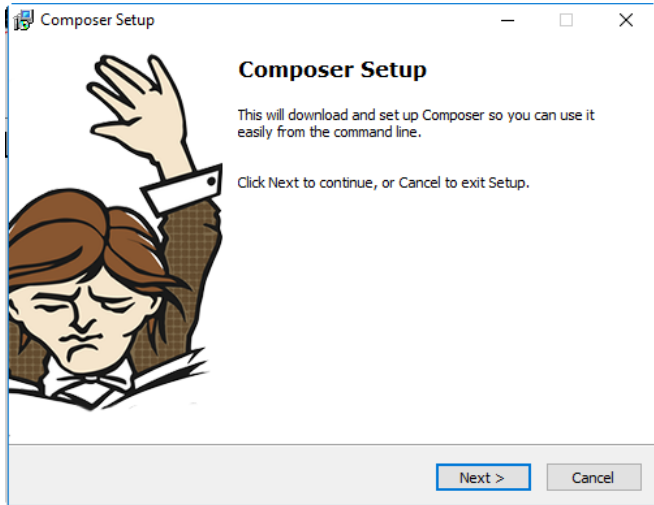 Composer Setup
Composer Setup
This will download and set up Composer so you can use it
easily from the command line.
Click Next to continue, or Cancel to exit Setup.
Next >
Cancel